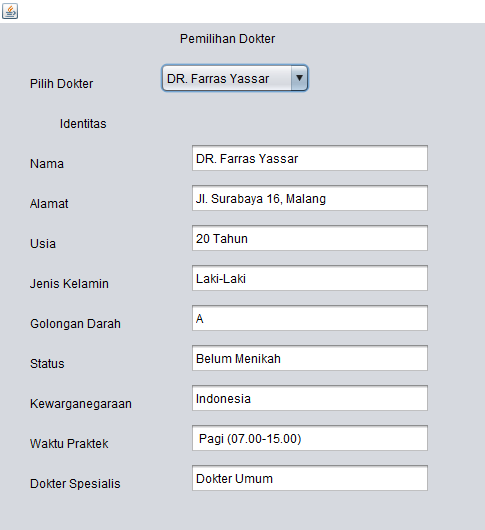 Pemilihan Dokter
Pilih Dokter DR. Farras Yassar
Identitas
Nama DR. Farras Yassar
Alamat Jl. Surabaya 16, Malang
Usia 20 Tahun
Jenis Kelamin Laki-Laki
Golongan Darah A
Status Belum Menikah
Kewarganegaraan Indonesia
Waktu Praktek Pagi (07.00-15.00)
Dokter Spesialis Dokter Umum